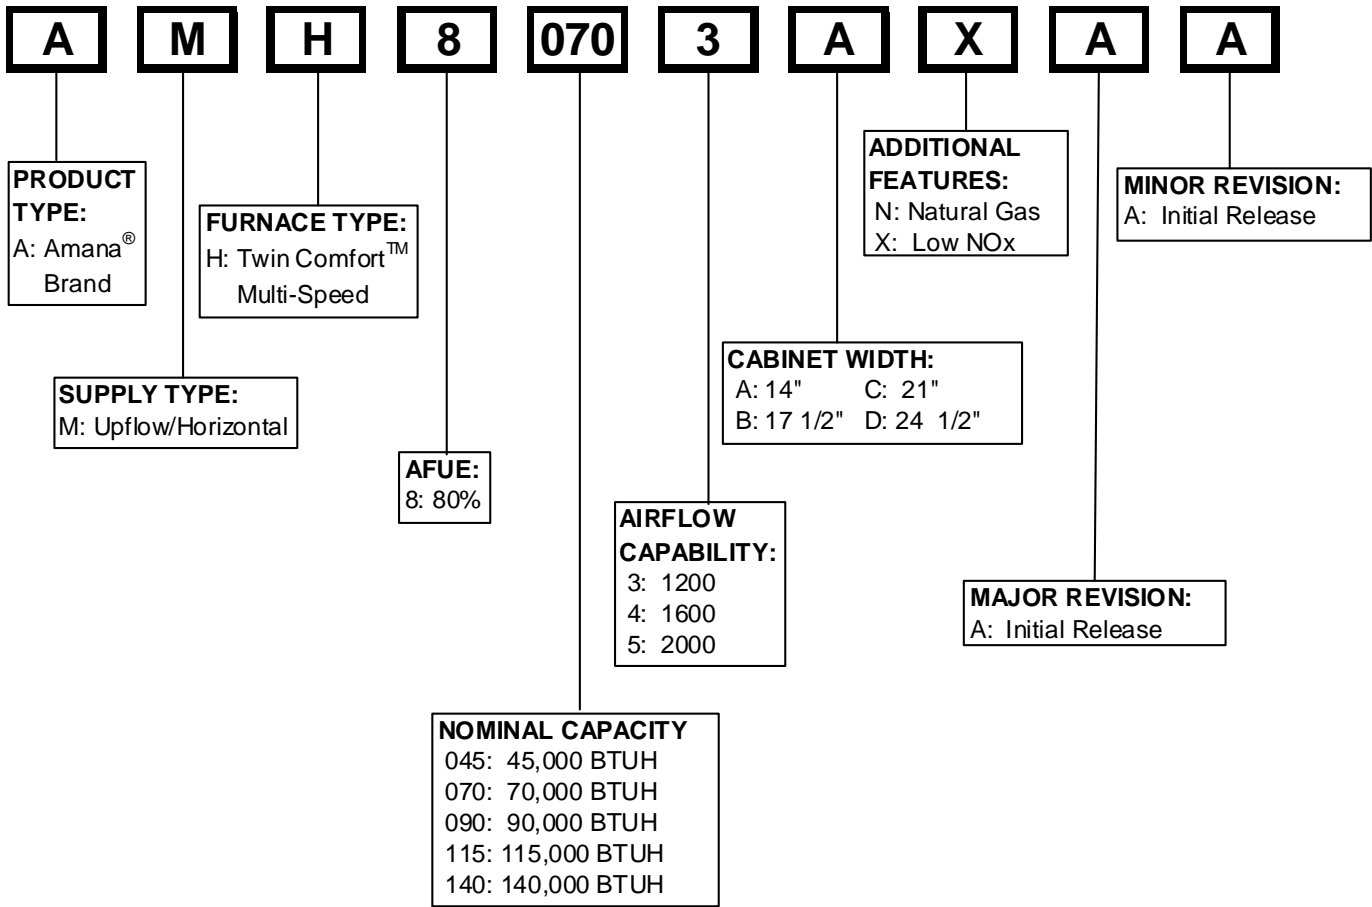 A M H 8 070 3 A X A A
PRODUCT
TYPE:
A: Amana®
Brand
SUPPLY TYPE:
M: Upflow/Horizontal
FURNACE TYPE:
H: Twin Comfort™
Multi-Speed
AFUE:
8: 80%
NOMINAL CAPACITY
045: 45,000 BTUH
070: 70,000 BTUH
090: 90,000 BTUH
115: 115,000 BTUH
140: 140,000 BTUH
AIRFLOW
CAPABILITY:
3: 1200
4: 1600
5: 2000
CABINET WIDTH:
A: 14" C: 21"
B: 17 1/2" D: 24 1/2"
ADDITIONAL
FEATURES:
N: Natural Gas
X: Low NOx
MAJOR REVISION:
A: Initial Release
MINOR REVISION:
A: Initial Release